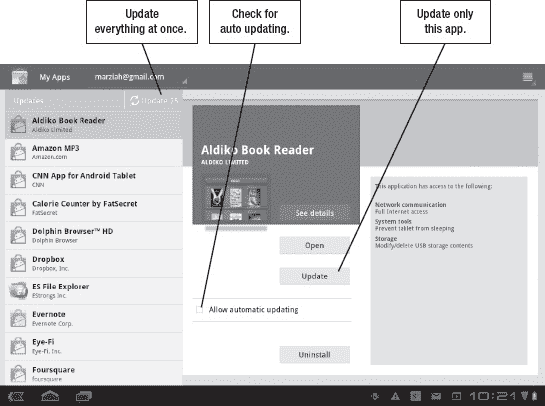 Update
everything at once.
Check for
auto updating.
Update only
this app.
My Apps
marziah@gmail.com
Updates
Update 15
Aldiko Book Reader
Aldiko Limited
Amazon MP3
Amazon.com
CNN App for Android Tablet
CNN
Calorie Counter by FatSecret
FatSecret
Dolphin Browser™ HD
Dolphin Browser
Dropbox
Dropbox, Inc.
ES File Explorer
EStrongs Inc.
Evernote
Evernote Corp.
Eye-Fi
Eye-Fi, Inc.
Foursquare
foursquare
Aldiko Book Reader
ALDIKO LIMITED
See details
Open
Update
Allow automatic updating
Uninstall
This application has access to the following:
Network communication
Full Internet access
System tools
Prevent tablet from sleeping
Storage
Modify/delete USB storage contents
10:21